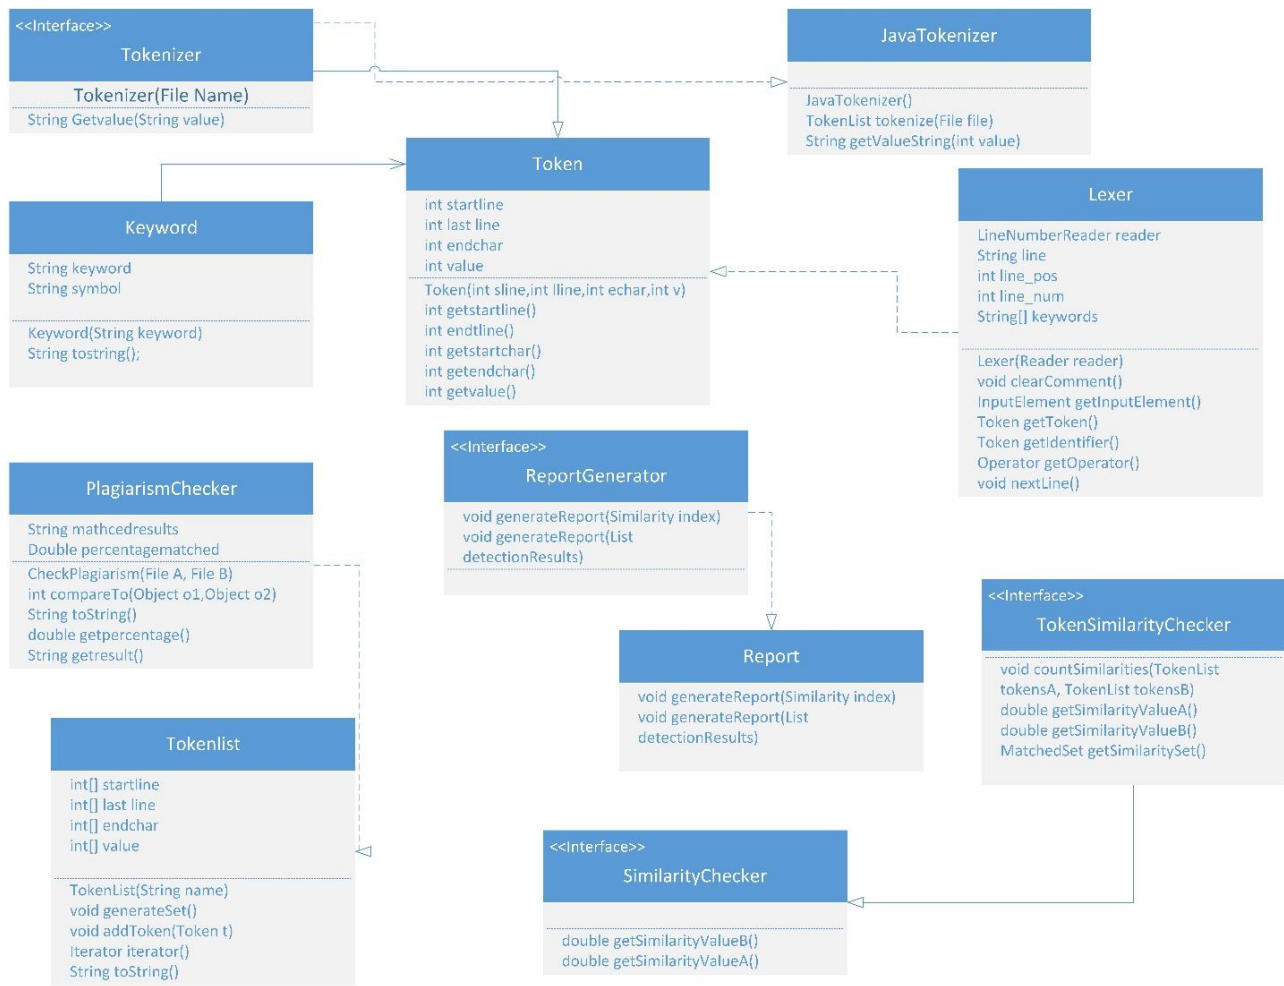 <<Interface>>
Tokenizer
Tokenizer(File Name)
String Getvalue(String value)
JavaTokenizer
JavaTokenizer()
TokenList tokenize(File file)
String getValueString(int value)
Token
int startline
int last line
int endchar
int value
Token(int sline,int lline,int echar,int v)
int getstartline()
int endtline()
int getstartchar()
int getendchar()
int getvalue()
Keyword
String keyword
String symbol
Keyword(String keyword)
String tostring();
Lexer
LineNumberReader reader
String line
int line_pos
int line_num
String[] keywords
Lexer(Reader reader)
void clearComment()
InputElement getInputElement()
Token getToken()
Token getIdentifier()
Operator getOperator()
void nextLine()
PlagiarismChecker
String mathcedresults
Double percentagematched
CheckPlagiarism(File A, File B)
int compareTo(Object o1,Object o2)
String toString()
double getpercentage()
String getresult()
<<Interface>>
ReportGenerator
void generateReport(Similarity index)
void generateReport(List
detectionResults)
Report
void generateReport(Similarity index)
void generateReport(List
detectionResults)
<<Interface>>
TokenSimilarityChecker
void countSimilarities(TokenList
tokensA, TokenList tokensB)
double getSimilarityValueA()
double getSimilarityValueB()
MatchedSet getSimilaritySet()
Tokenlist
int[] startline
int[] last line
int[] endchar
int[] value
TokenList(String name)
void generateSet()
void addToken(Token t)
Iterator iterator()
String toString()
<<Interface>>
SimilarityChecker
double getSimilarityValueB()
double getSimilarityValueA()